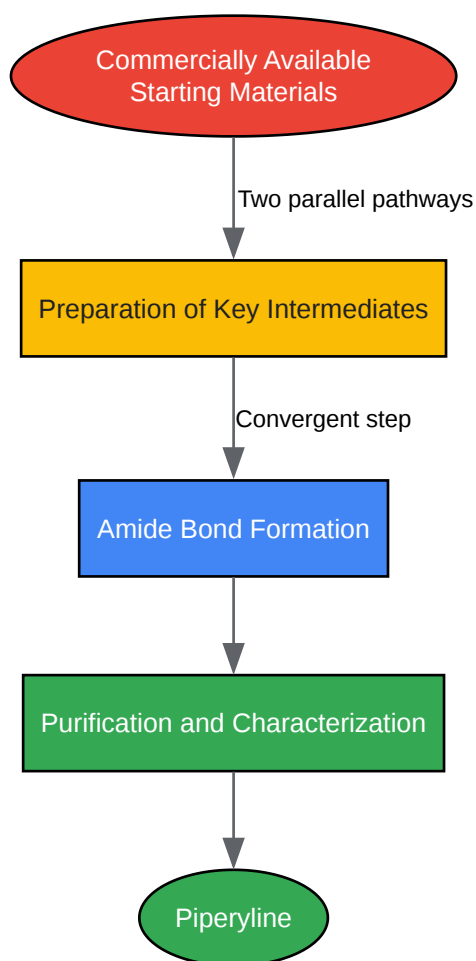 Commercially Available
Starting Materials
Two parallel pathways
Preparation of Key Intermediates
Convergent step
Amide Bond Formation
Purification and Characterization
Piperyline